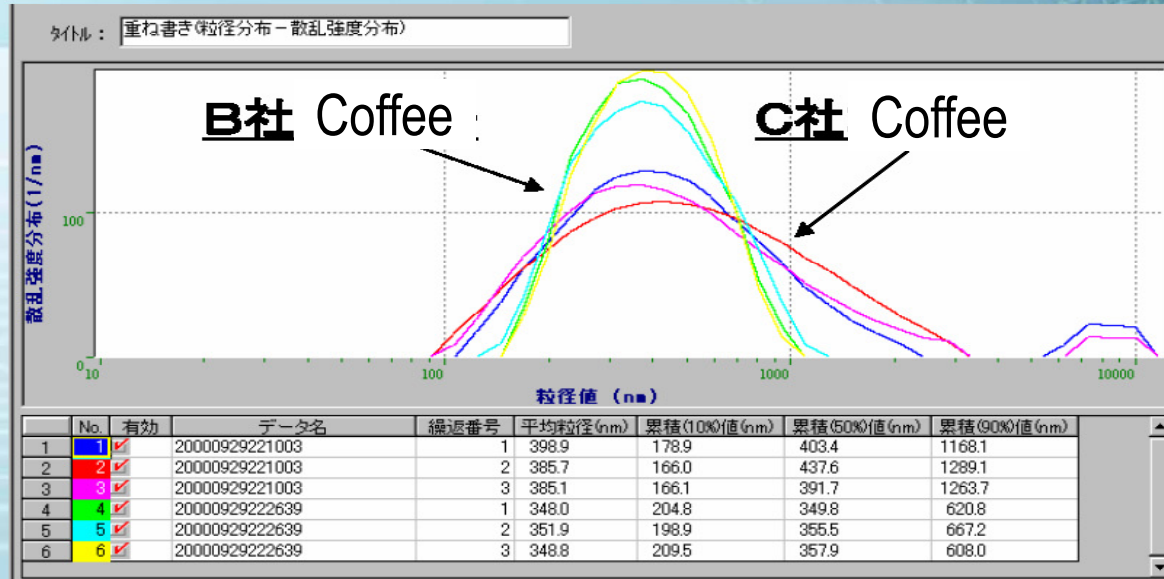 タイトル： 重ね書き(粒径分布－散乱強度分布)
B社 Coffee :
C社 Coffee
散乱強度分布(1/nm)
100
0
10 100 1000 10000
粒径値 (nm)
No. 有効 データ名 繰返番号 平均粒径(nm) 累積(10%)値(nm) 累積(50%)値(nm) 累積(90%)値(nm)
1 1 20000929221003 1 398.9 178.9 403.4 1168.1
2 2 20000929221003 2 385.7 166.0 437.6 1289.1
3 3 20000929221003 3 385.1 166.1 391.7 1263.7
4 4 20000929222639 1 348.0 204.8 349.8 620.8
5 5 20000929222639 2 351.9 198.9 355.5 667.2
6 6 20000929222639 3 348.8 209.5 357.9 608.0